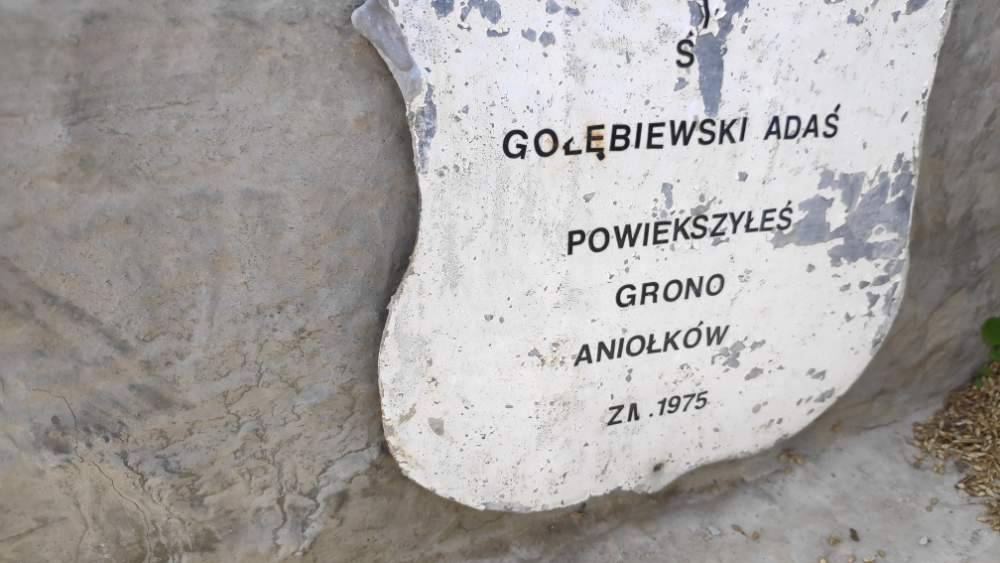 Ś
GOŁĘBIEWSKI ADAŚ
POWIEKSZYŁEŚ
GRONO
ANIOŁKÓW
ZM.1975